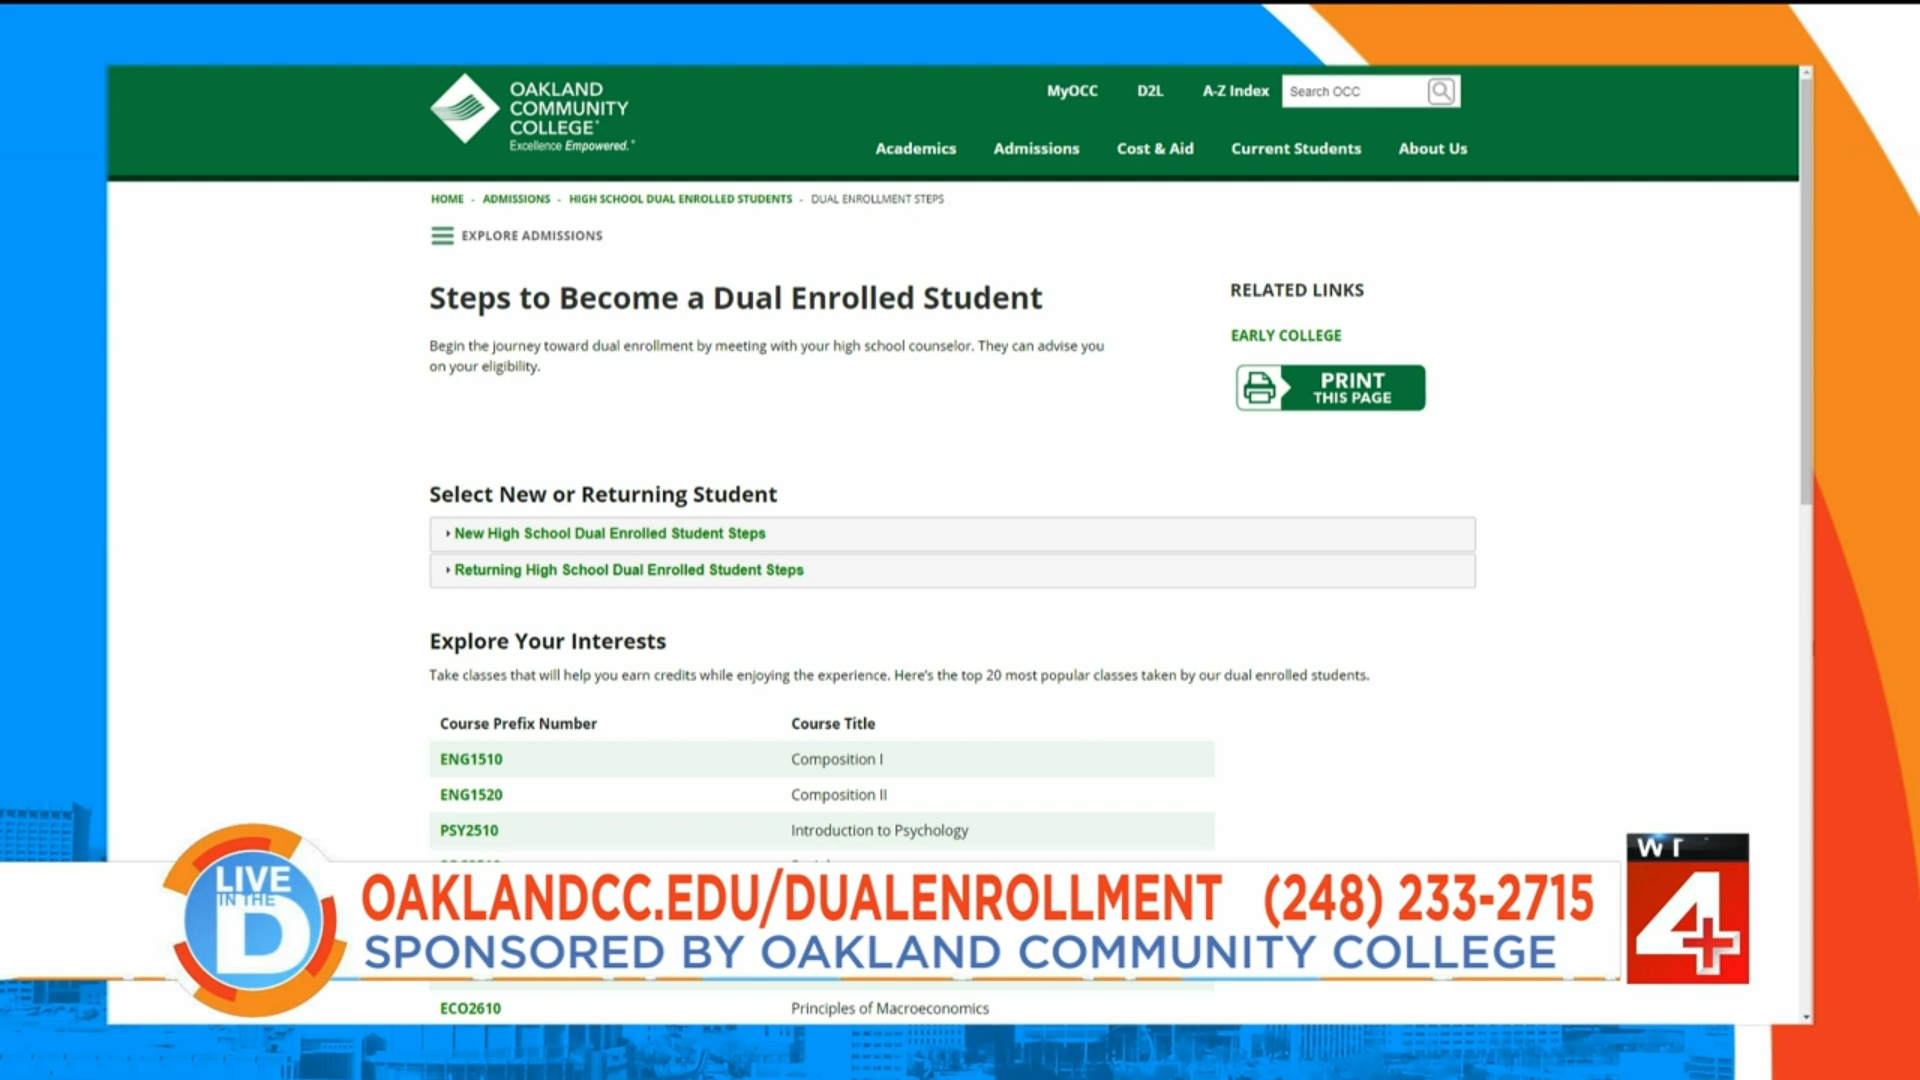 OAKLAND
COMMUNITY
COLLEGE
Excellence Empowered.
MyOCC D2L A-Z Index Search OCC
Academics Admissions Cost & Aid Current Students About Us
HOME - ADMISSIONS - HIGH SCHOOL DUAL ENROLLED STUDENTS - DUAL ENROLLMENT STEPS
EXPLORE ADMISSIONS
Steps to Become a Dual Enrolled Student
Begin the journey toward dual enrollment by meeting with your high school counselor. They can advise you
on your eligibility.
RELATED LINKS
EARLY COLLEGE
PRINT
THIS PAGE
Select New or Returning Student
New High School Dual Enrolled Student Steps
Returning High School Dual Enrolled Student Steps
Explore Your Interests
Take classes that will help you earn credits while enjoying the experience. Here's the top 20 most popular classes taken by our dual enrolled students.
Course Prefix Number Course Title
ENG1510 Composition I
ENG1520 Composition II
PSY2510 Introduction to Psychology
LIVE
IN THE
D
OAKLANDCC.EDU/DUALENROLLMENT (248) 233-2715
SPONSORED BY OAKLAND COMMUNITY COLLEGE
4+
ECO2610 Principles of Macroeconomics